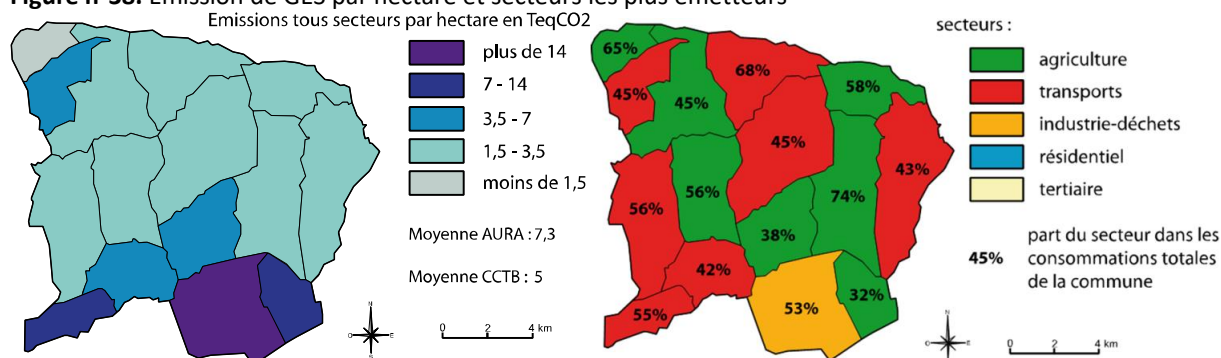 Figure n°38: Emission de GES par hectare et secteurs les plus émetteurs
Emissions tous secteurs par hectare en TeqCO2
plus de 14
7 - 14
3,5 - 7
1,5 - 3,5
moins de 1,5
Moyenne AURA : 7,3
Moyenne CCTB : 5
N
O
E
S
0 2 4 km
65%
68%
58%
45%
45%
45%
43%
56%
56%
74%
38%
42%
32%
55%
53%
secteurs :
agriculture
transports
industrie-déchets
résidentiel
tertiaire
45%
part du secteur dans les
consommations totales
de la commune
N
O
E
S
0 2 4 km